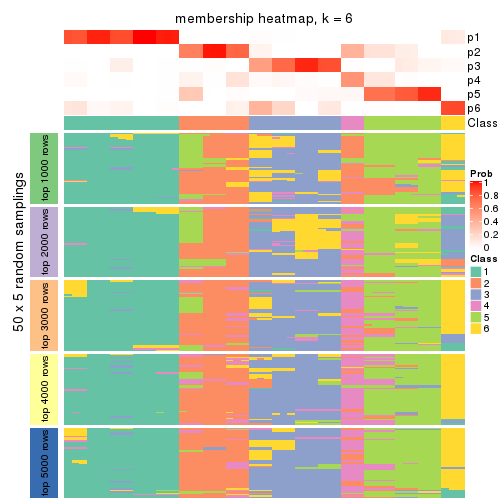 membership heatmap, k = 6
p1
p2
p3
p4
p5
p6
Class
50 x 5 random samplings
top 1000 rows
top 2000 rows
top 3000 rows
top 4000 rows
top 5000 rows
Prob
1
0.8
0.6
0.4
0.2
0
Class
1
2
3
4
5
6